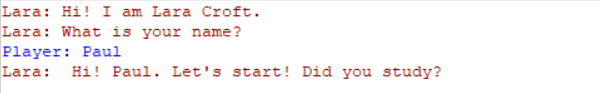 Lara: Hi! I am Lara Croft.
Lara: What is your name?
Player: Paul
Lara:  Hi! Paul. Let's start! Did you study?